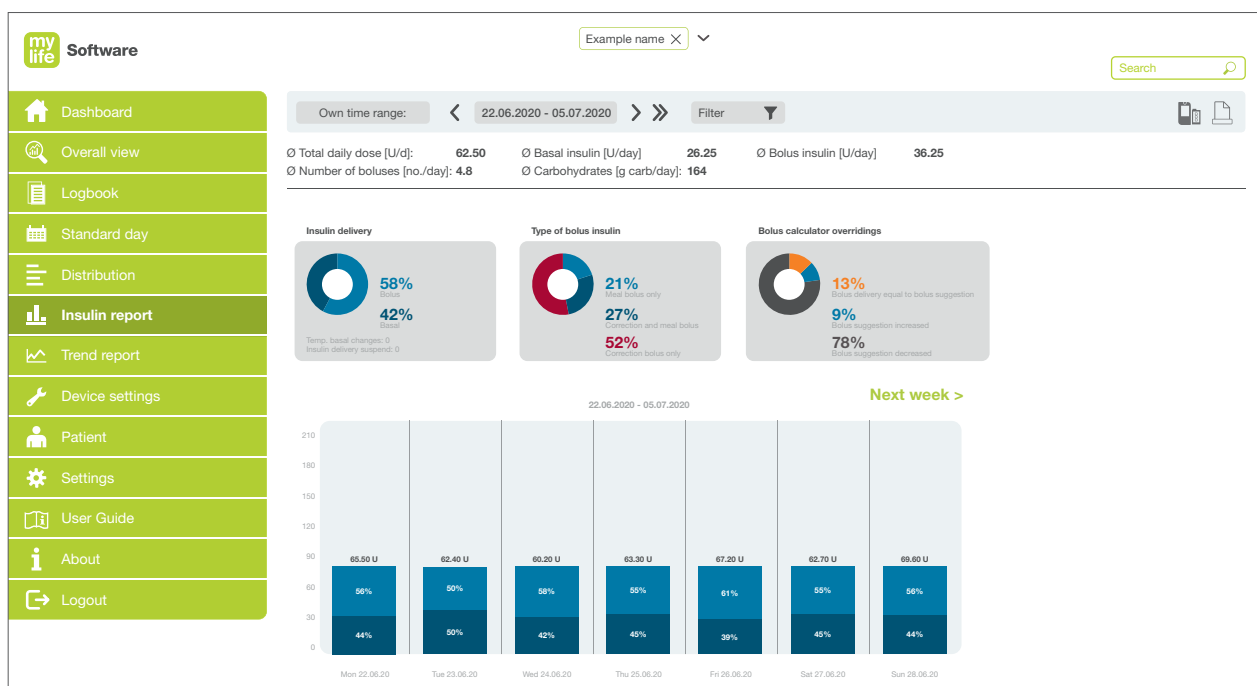 my life Software
Example name
Search
Dashboard
Overall view
Logbook
Standard day
Distribution
Insulin report
Trend report
Device settings
Patient
Settings
User Guide
About
Logout
Own time range: 22.06.2020 - 05.07.2020 Filter
Ø Total daily dose [U/d]: 62.50 Ø Basal insulin [U/day] 26.25 Ø Bolus insulin [U/day] 36.25
Ø Number of boluses [no./day]: 4.8 Ø Carbohydrates [g carb/day]: 164
Insulin delivery
58%
Bolus
42%
Basal
Temp. basal changes: 0
Insulin delivery suspend: 0
Type of bolus insulin
21%
Meal bolus only
27%
Correction and meal bolus
52%
Correction bolus only
Bolus calculator overridings
13%
Bolus delivery equal to bolus suggestion
9%
Bolus suggestion increased
78%
Bolus suggestion decreased
Next week >
22.06.2020 - 05.07.2020
210
180
150
120
90
60
30
0
65.50 U 62.40 U 60.20 U 63.30 U 67.20 U 62.70 U 69.60 U
56% 50% 58% 55% 61% 55% 56%
44% 50% 42% 45% 39% 45% 44%
Mon 22.06.20 Tue 23.06.20 Wed 24.06.20 Thu 25.06.20 Fri 26.06.20 Sat 27.06.20 Sun 28.06.20